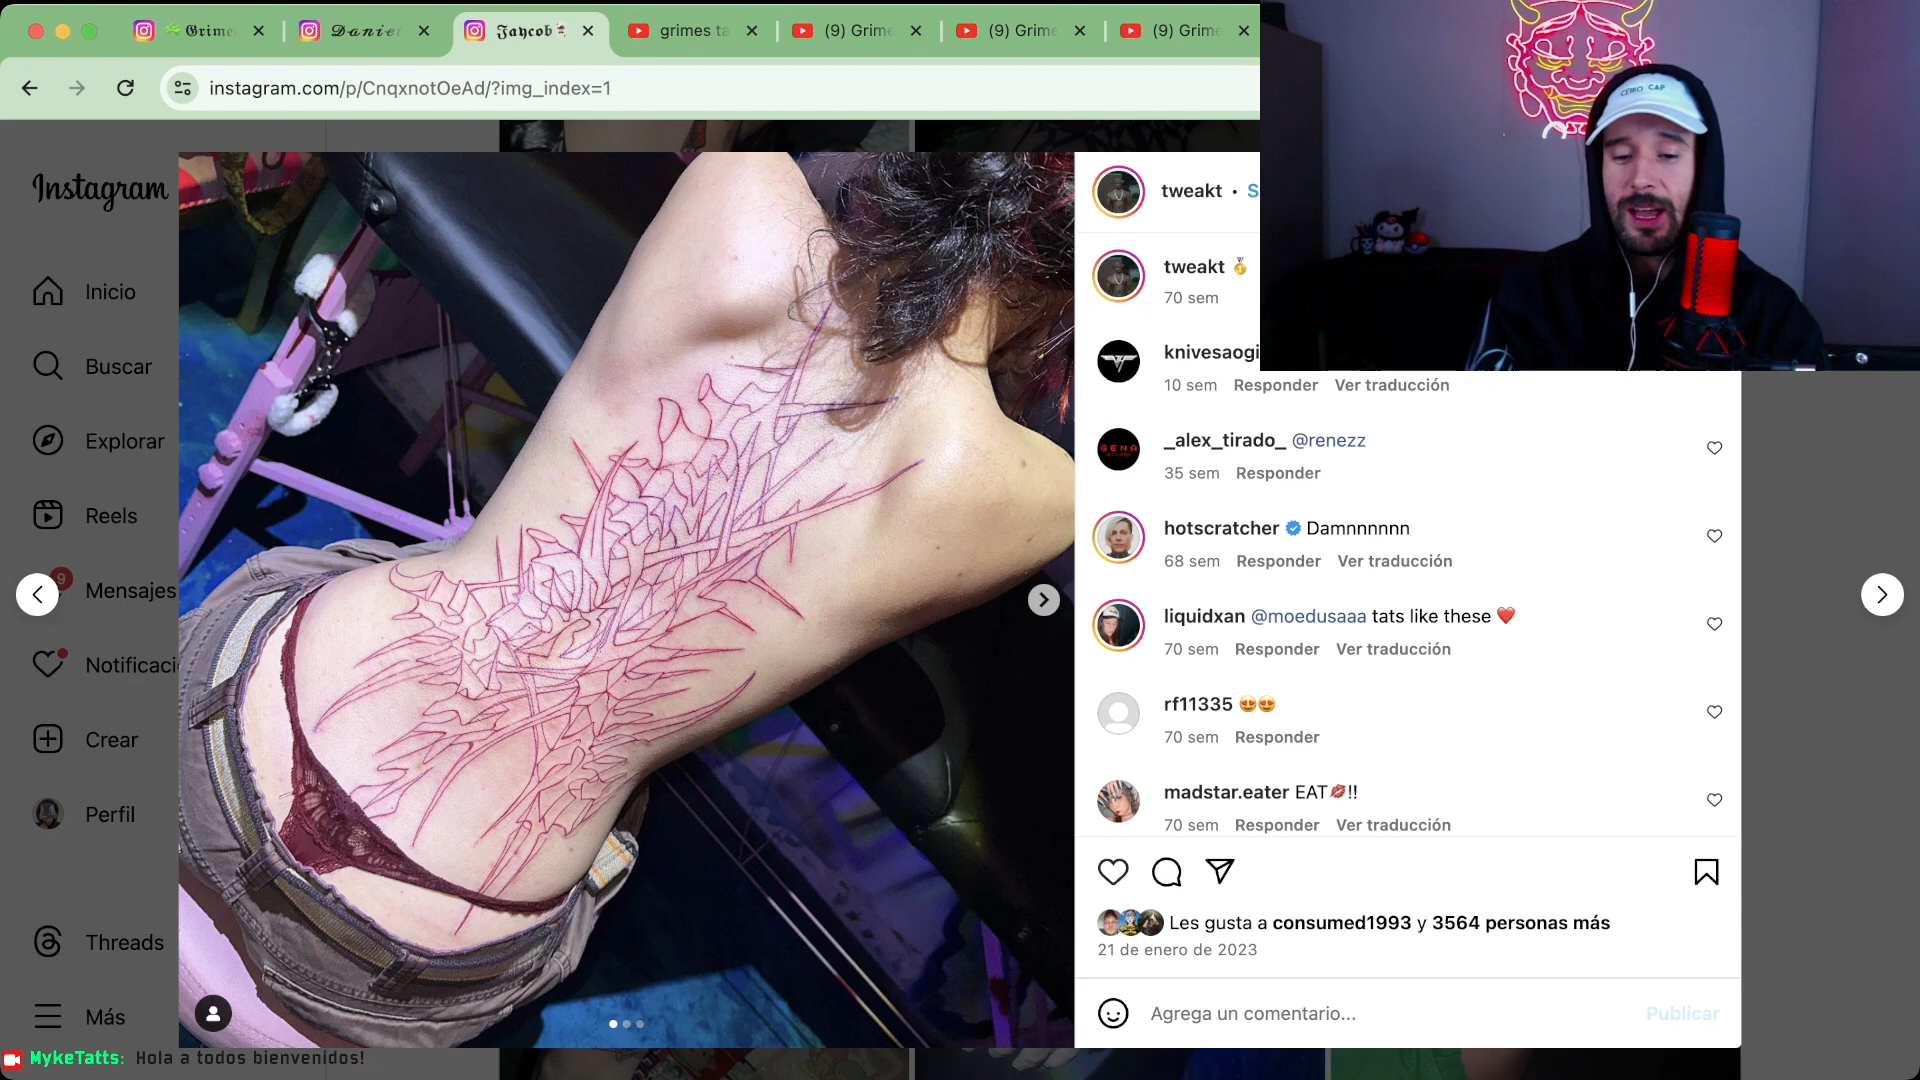 Grime
Daniel
Jaycob
grimes ta
(9) Grime
(9) Grime
(9) Grime
instagram.com/p/CnqxnotOeAd/?img_index=1
CERO CAP
Instagram
Inicio
Buscar
Explorar
Reels
9
Mensajes
Notificaci
Crear
Perfil
Threads
Más
tweakt • S
tweakt
70 sem
knivesaogi
10 sem Responder Ver traducción
GENA
_alex_tirado_ @renezz
35 sem Responder
hotscratcher Damnnnnnn
68 sem Responder Ver traducción
liquidxan @moedusaaa tats like these ❤️
70 sem Responder Ver traducción
rf11335 😍😍
70 sem Responder
madstar.eater EAT💋!!
70 sem Responder Ver traducción
Les gusta a consumed1993 y 3564 personas más
21 de enero de 2023
Agrega un comentario...
Publicar
MykeTatts: Hola a todos bienvenidos!